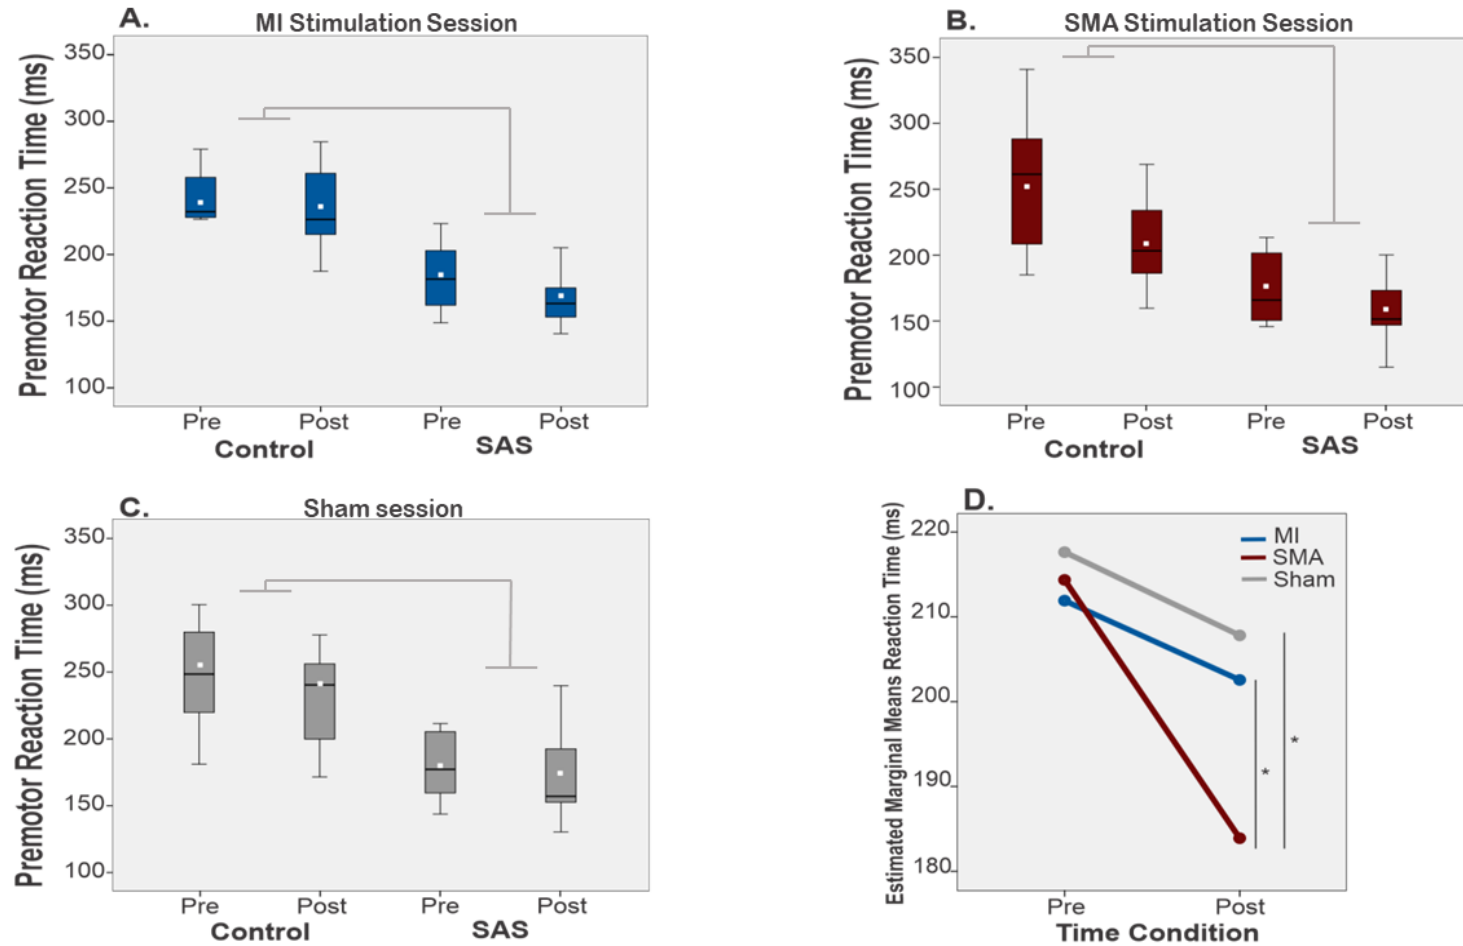 A.
MI Stimulation Session
Premotor Reaction Time (ms)
350
300
250
200
150
100
Pre
Post
Pre
Post
Control
SAS
B.
SMA Stimulation Session
Premotor Reaction Time (ms)
350
300
250
200
150
100
Pre
Post
Pre
Post
Control
SAS
C.
Sham session
Premotor Reaction Time (ms)
350
300
250
200
150
100
Pre
Post
Pre
Post
Control
SAS
D.
Estimated Marginal Means Reaction Time (ms)
220
210
200
190
180
MI
SMA
Sham
*
*
Pre
Post
Time Condition